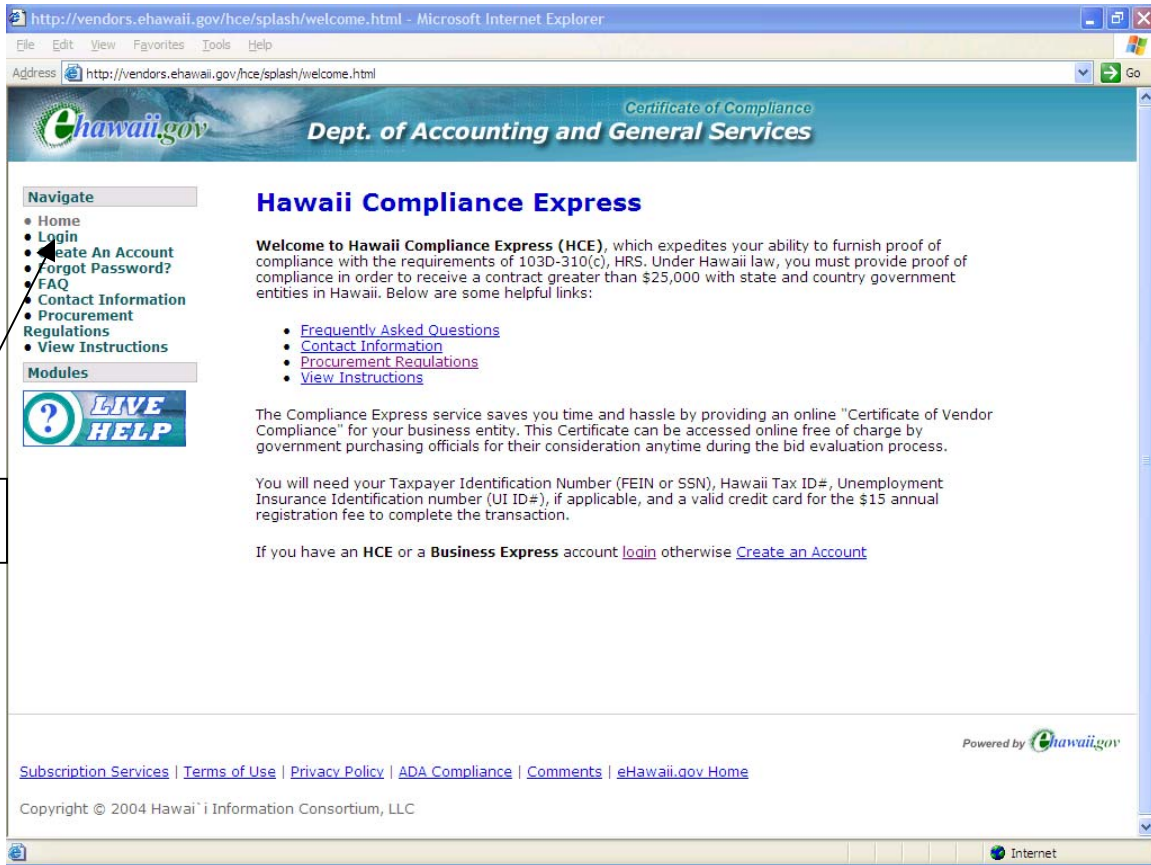 http://vendors.ehawaii.gov/hce/splash/welcome.html - Microsoft Internet Explorer
File Edit View Favorites Tools Help
Address http://vendors.ehawaii.gov/hce/splash/welcome.html Go
ehawaii.gov
Certificate of Compliance
Dept. of Accounting and General Services
Navigate
• Home
• Login
• Create An Account
• Forgot Password?
• FAQ
• Contact Information
• Procurement
Regulations
• View Instructions
Modules
? LIVE
HELP
Hawaii Compliance Express
Welcome to Hawaii Compliance Express (HCE), which expedites your ability to furnish proof of
compliance with the requirements of 103D-310(c), HRS. Under Hawaii law, you must provide proof of
compliance in order to receive a contract greater than $25,000 with state and country government
entities in Hawaii. Below are some helpful links:
• Frequently Asked Questions
• Contact Information
• Procurement Regulations
• View Instructions
The Compliance Express service saves you time and hassle by providing an online "Certificate of Vendor
Compliance" for your business entity. This Certificate can be accessed online free of charge by
government purchasing officials for their consideration anytime during the bid evaluation process.
You will need your Taxpayer Identification Number (FEIN or SSN), Hawaii Tax ID#, Unemployment
Insurance Identification number (UI ID#), if applicable, and a valid credit card for the $15 annual
registration fee to complete the transaction.
If you have an HCE or a Business Express account login otherwise Create an Account
Powered by ehawaii.gov
Subscription Services | Terms of Use | Privacy Policy | ADA Compliance | Comments | eHawaii.gov Home
Copyright © 2004 Hawai`i Information Consortium, LLC
Internet